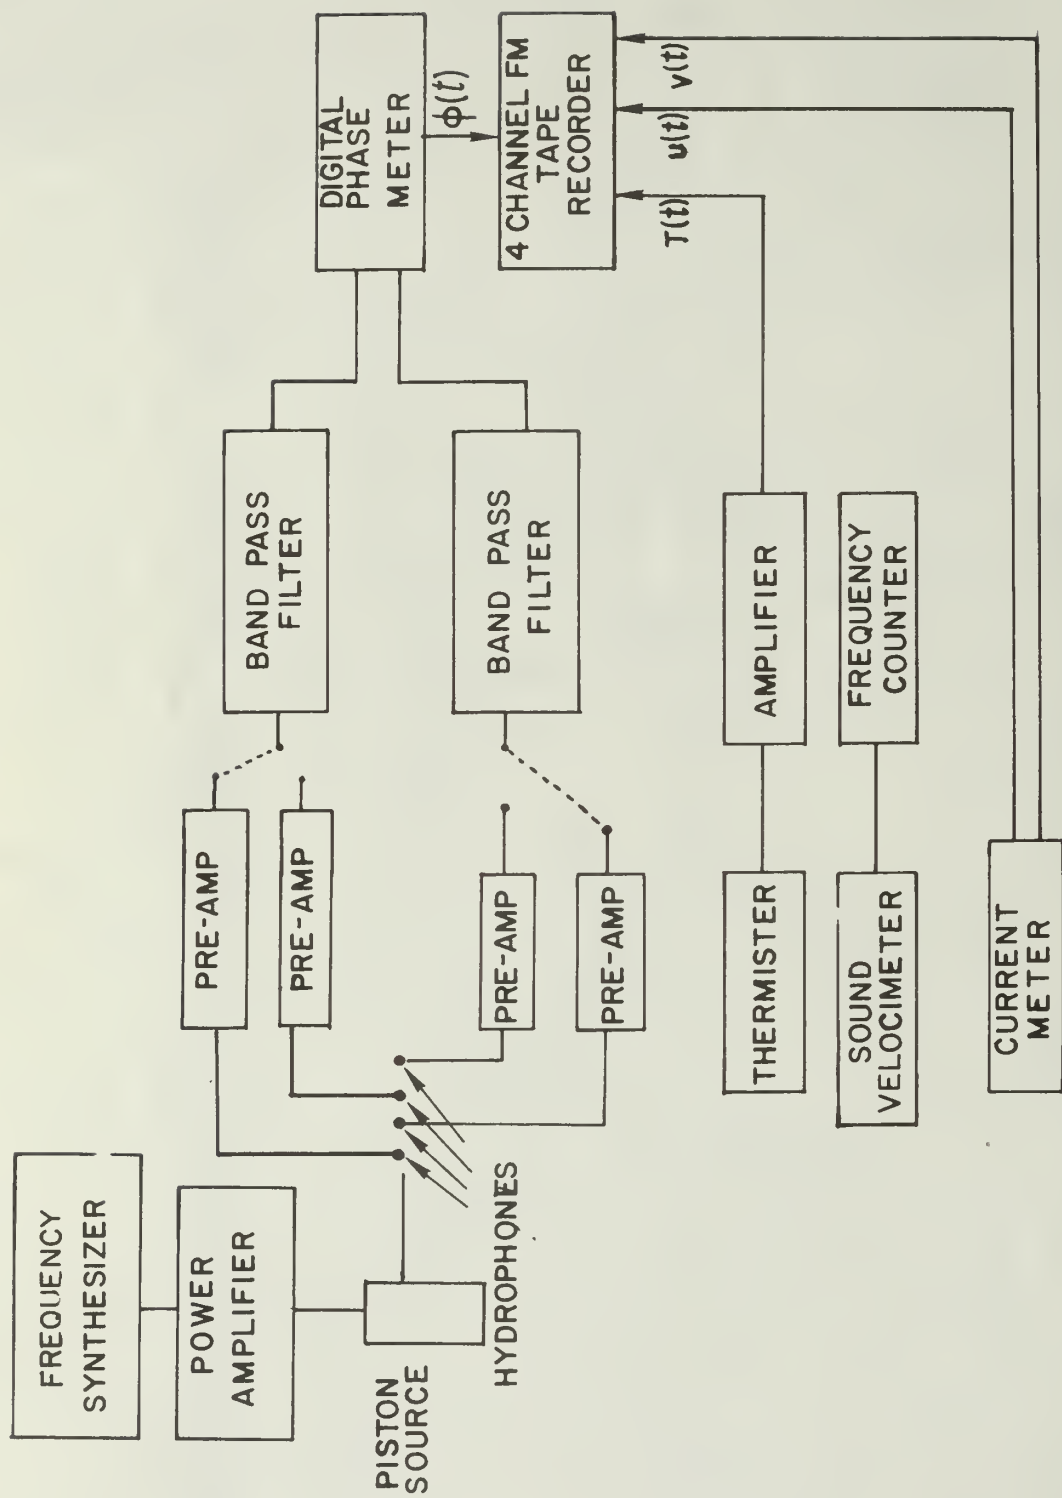 FREQUENCY
SYNTHESIZER
POWER
AMPLIFIER
PISTON
SOURCE
HYDROPHONES
PRE-AMP
PRE-AMP
PRE-AMP
PRE-AMP
BAND PASS
FILTER
BAND PASS
FILTER
DIGITAL
PHASE
METER
ϕ(t)
4 CHANNEL FM
TAPE
RECORDER
T(t)
u(t)
v(t)
THERMISTER
AMPLIFIER
SOUND
VELOCIMETER
FREQUENCY
COUNTER
CURRENT
METER